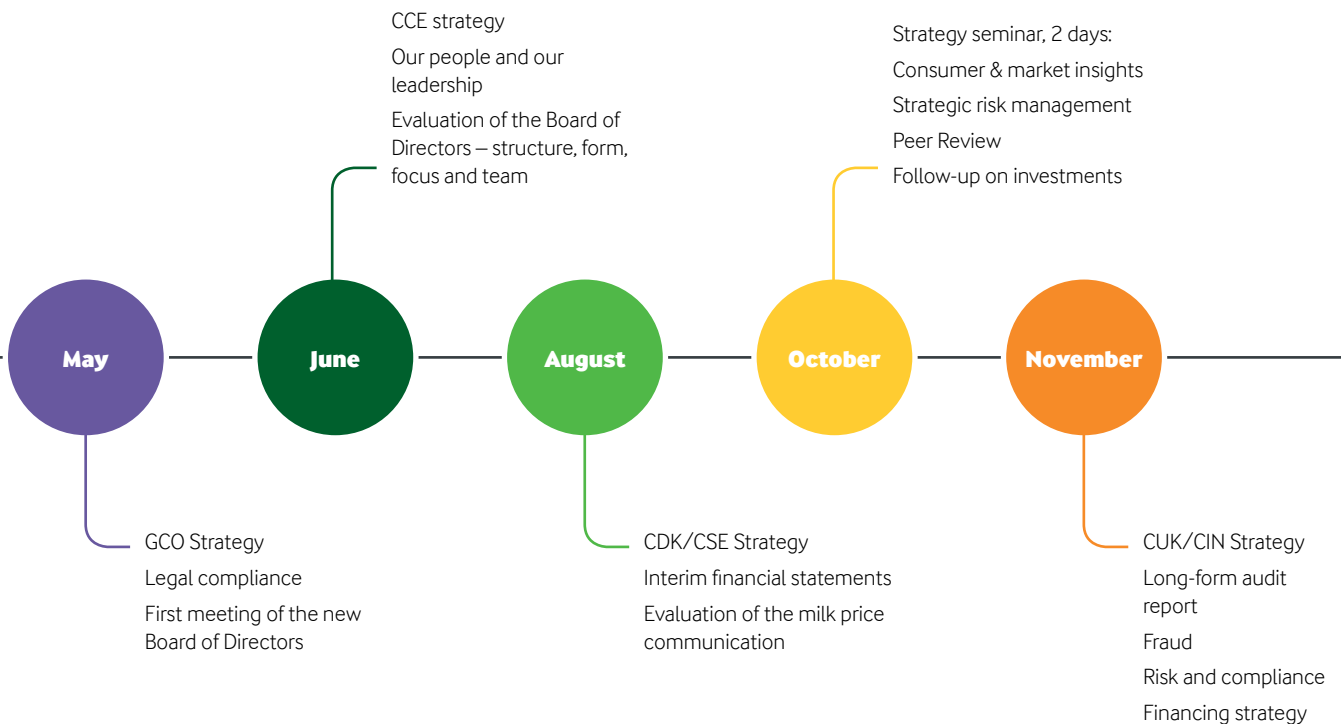 CCE strategy
Our people and our
leadership
Evaluation of the Board of
Directors – structure, form,
focus and team
Strategy seminar, 2 days:
Consumer & market insights
Strategic risk management
Peer Review
Follow-up on investments
May
June
August
October
November
GCO Strategy
Legal compliance
First meeting of the new
Board of Directors
CDK/CSE Strategy
Interim financial statements
Evaluation of the milk price
communication
CUK/CIN Strategy
Long-form audit
report
Fraud
Risk and compliance
Financing strategy